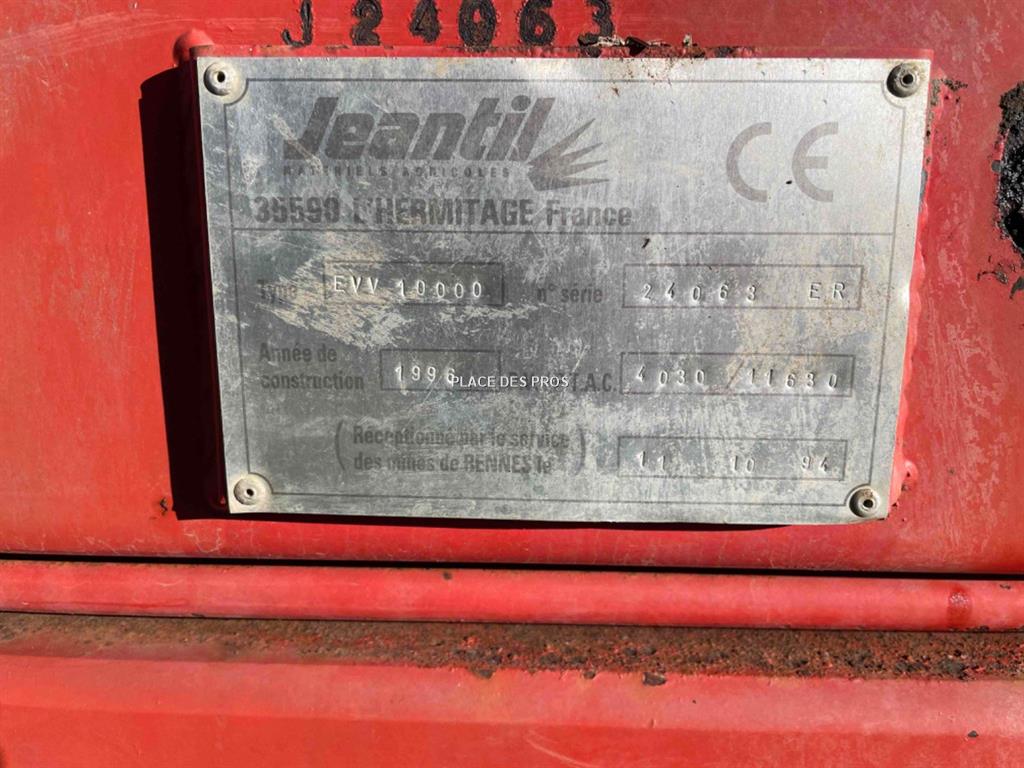 J 24063
Jeantil
MATERIELS AGRICOLES
CE
35590 L'HERMITAGE France
Type EVV 10000 n° série 24063 ER
Année de
construction 1996 T.A.C. 4030 / 11630
PLACE DES PROS
(Réceptionné par le service
des mines de RENNES le) 11 10 94